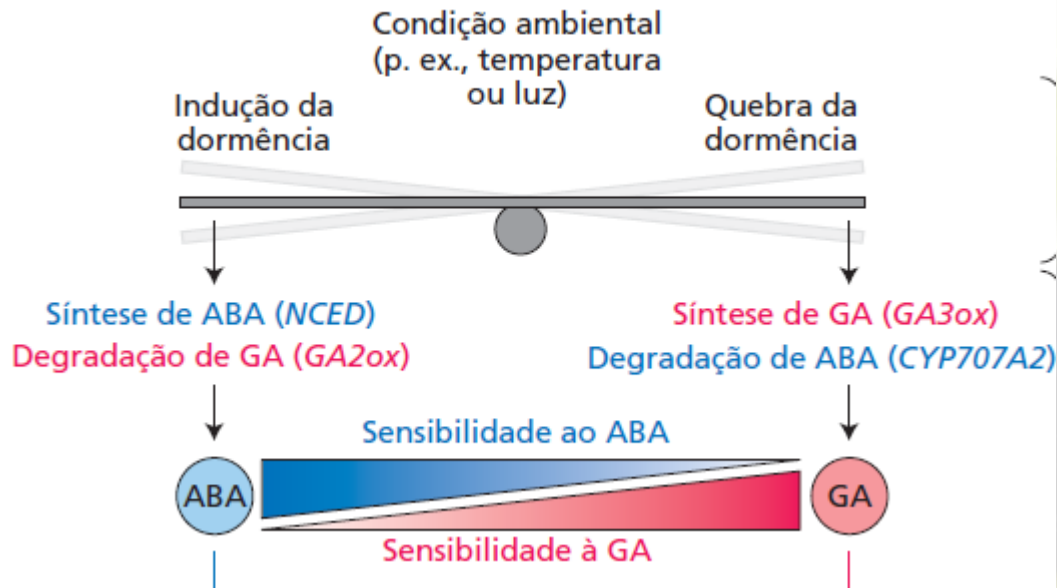 Condição ambiental
(p. ex., temperatura
ou luz)
Indução da
dormência
Quebra da
dormência
Síntese de ABA (NCED)
Degradação de GA (GA2ox)
Síntese de GA (GA3ox)
Degradação de ABA (CYP707A2)
Sensibilidade ao ABA
ABA
GA
Sensibilidade à GA